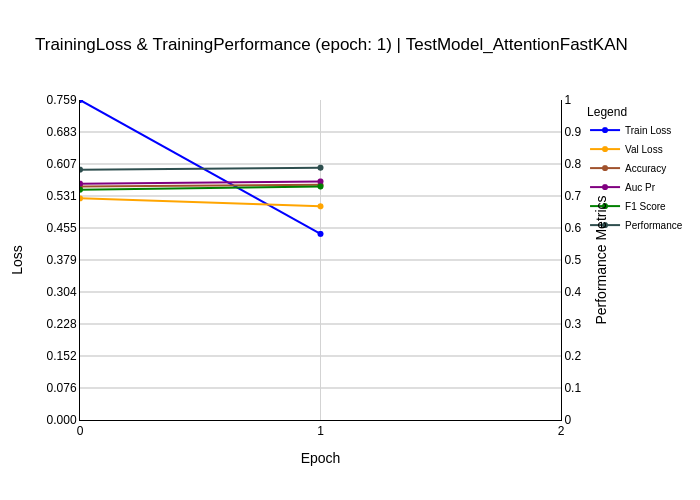 TrainingLoss & TrainingPerformance (epoch: 1) | TestModel_AttentionFastKAN
0.759
0.683
0.607
0.531
0.455
0.379
0.304
0.228
0.152
0.076
0.000
Loss
0
1
2
Epoch
1
0.9
0.8
0.7
0.6
0.5
0.4
0.3
0.2
0.1
0
Performance Metrics
Legend
Train Loss
Val Loss
Accuracy
Auc Pr
F1 Score
Performance